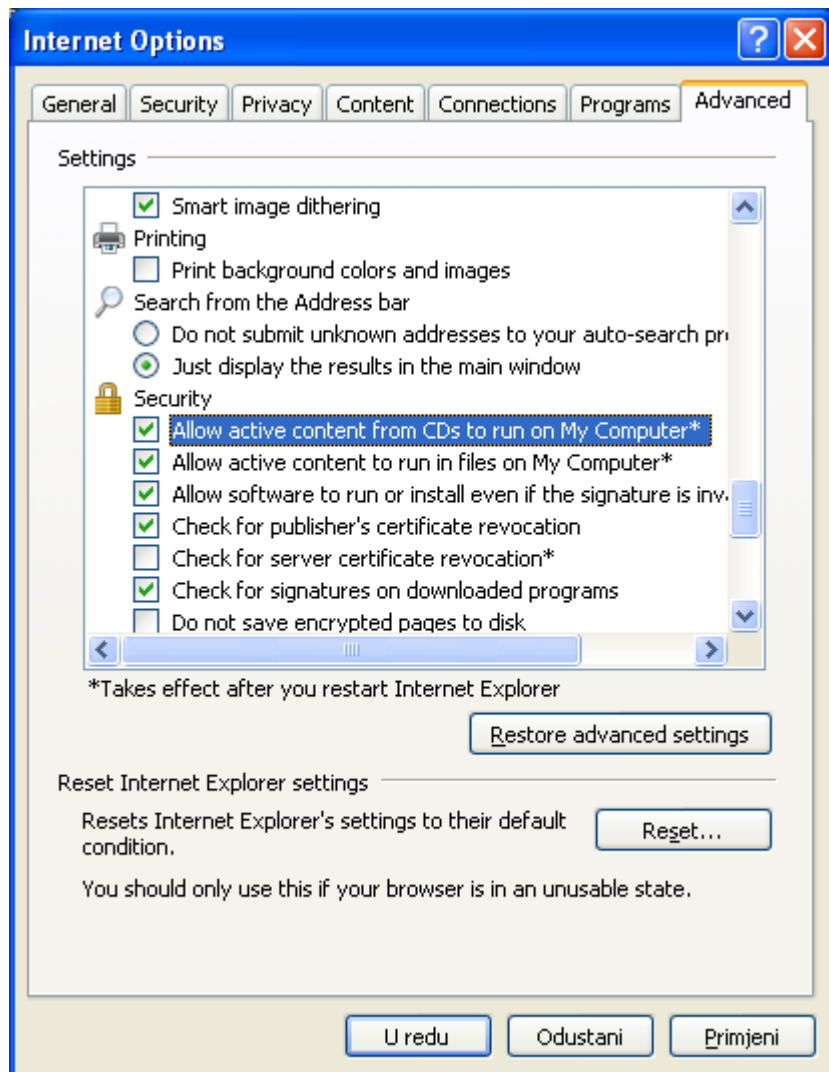 Internet Options
General Security Privacy Content Connections Programs Advanced
Settings
Smart image dithering
Printing
Print background colors and images
Search from the Address bar
Do not submit unknown addresses to your auto-search
Just display the results in the main window
Security
Allow active content from CDs to run on My Computer*
Allow active content to run in files on My Computer*
Allow software to run or install even if the signature is
Check for publisher's certificate revocation
Check for server certificate revocation*
Check for signatures on downloaded programs
Do not save encrypted pages to disk
*Takes effect after you restart Internet Explorer
Restore advanced settings
Reset Internet Explorer settings
Resets Internet Explorer's settings to their default
condition.
Reset...
You should only use this if your browser is in an unusable state.
U redu Odustani Primjeni